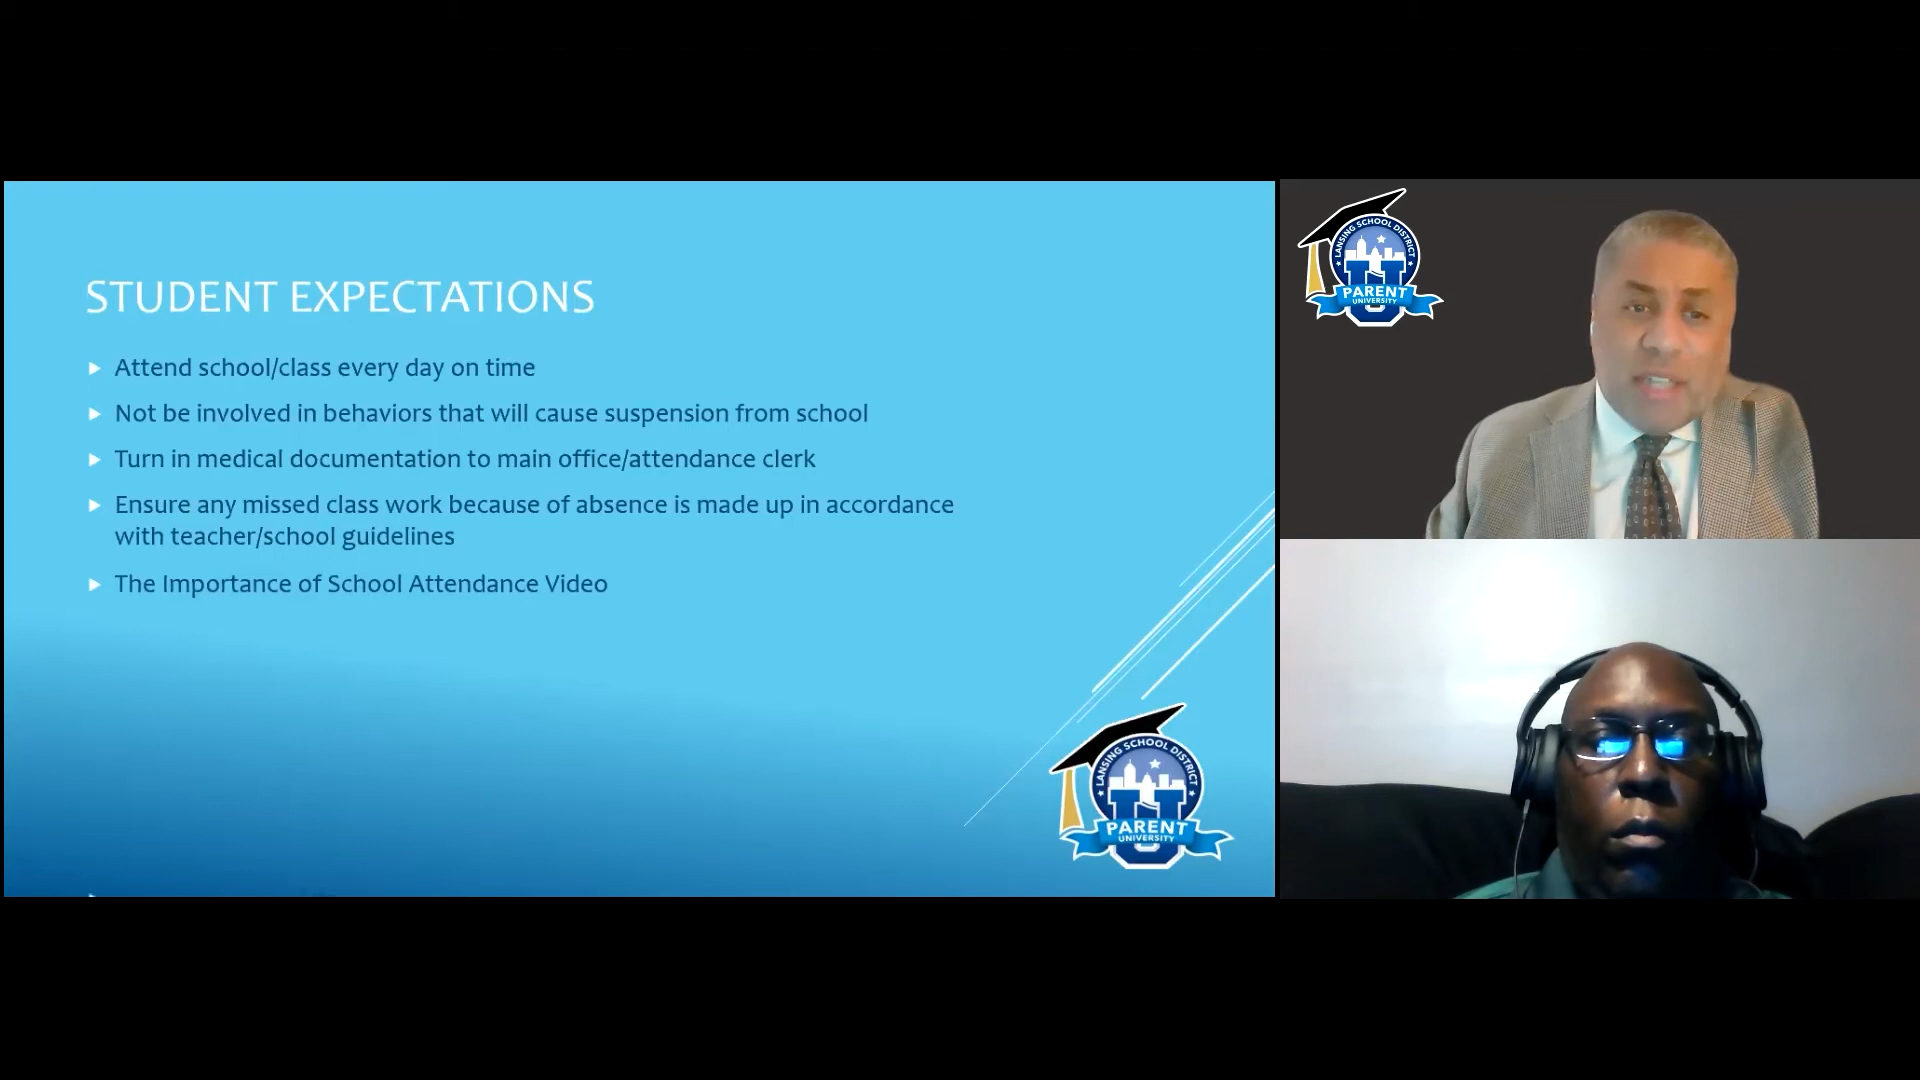 STUDENT EXPECTATIONS
Attend school/class every day on time
Not be involved in behaviors that will cause suspension from school
Turn in medical documentation to main office/attendance clerk
Ensure any missed class work because of absence is made up in accordance
with teacher/school guidelines
The Importance of School Attendance Video
LANSING SCHOOL DISTRICT
U
PARENT
UNIVERSITY
LANSING SCHOOL DISTRICT
U
PARENT
UNIVERSITY